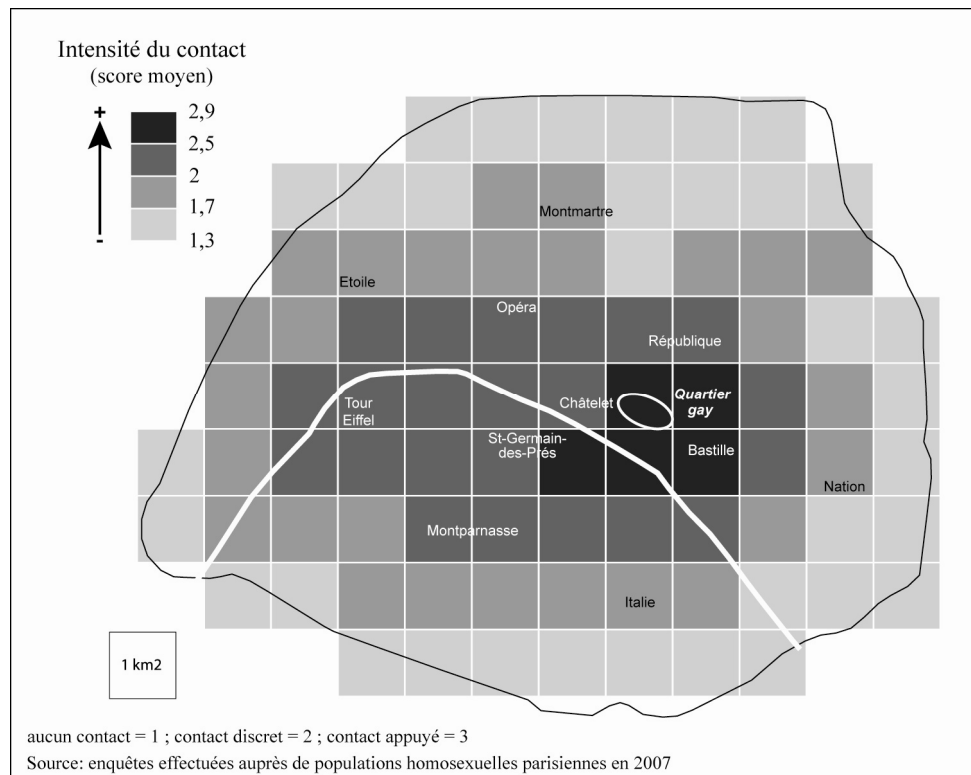 Intensité du contact
(score moyen)
+
2,9
2,5
2
1,7
1,3
-
Montmartre
Etoile
Opéra
République
Tour
Eiffel
Châtelet
Quartier
gay
St-Germain-
des-Prés
Bastille
Nation
Montparnasse
Italie
1 km2
aucun contact = 1 ; contact discret = 2 ; contact appuyé = 3
Source: enquêtes effectuées auprès de populations homosexuelles parisiennes en 2007